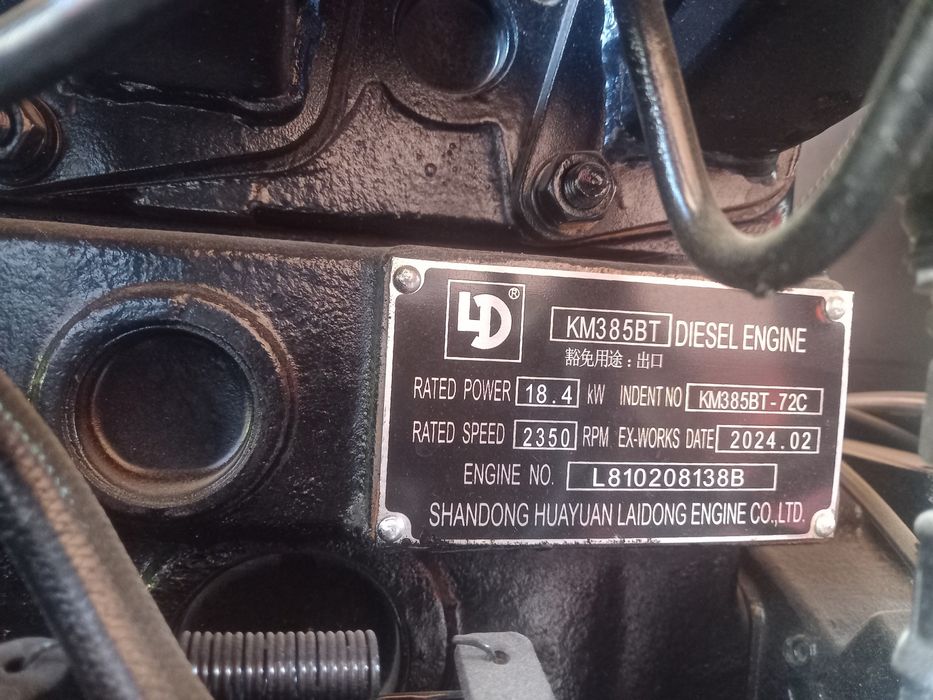 LD®
KM385BT DIESEL ENGINE
豁免用途：出口
RATED POWER 18.4 kW INDENT NO KM385BT-72C
RATED SPEED 2350 RPM EX-WORKS DATE 2024.02
ENGINE NO. L810208138B
SHANDONG HUAYUAN LAIDONG ENGINE CO.,LTD.